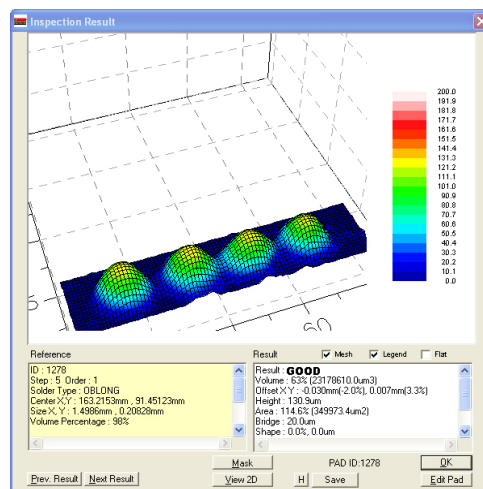 Inspection Result
200.0
191.9
181.8
171.7
161.6
151.5
141.4
131.3
121.2
111.1
101.0
90.9
80.8
70.7
60.6
50.5
40.4
30.3
20.2
10.1
0.0
60
Reference
ID : 1278
Step : 5 Order : 1
Solder Type : OBLONG
Center X,Y : 163.2153mm , 91.45123mm
Size X,Y : 1.4986mm , 0.20828mm
Volume Percentage : 98%
Result
Mesh
Legend
Flat
Result : GOOD
Volume : 63% (23178610.0um3)
Offset X Y : -0.030mm(-2.0%), 0.007mm(3.3%)
Height : 130.9um
Area : 114.6% (349973.4um2)
Bridge : 20.0um
Shape : 0.0%, 0.0um
Mask
PAD ID:1278
OK
Prev. Result
Next Result
View 2D
H
Save
Edit Pad